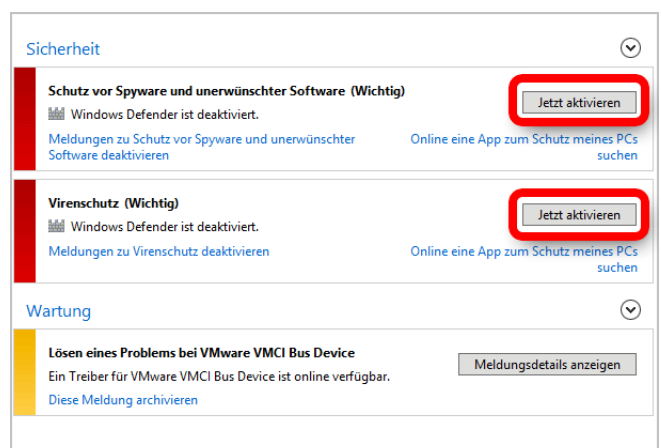 Sicherheit
Schutz vor Spyware und unerwünschter Software (Wichtig)
Jetzt aktivieren
Windows Defender ist deaktiviert.
Meldungen zu Schutz vor Spyware und unerwünschter
Software deaktivieren
Online eine App zum Schutz meines PCs
suchen
Virenschutz (Wichtig)
Jetzt aktivieren
Windows Defender ist deaktiviert.
Meldungen zu Virenschutz deaktivieren
Online eine App zum Schutz meines PCs
suchen
Wartung
Lösen eines Problems bei VMware VMCI Bus Device
Meldungsdetails anzeigen
Ein Treiber für VMware VMCI Bus Device ist online verfügbar.
Diese Meldung archivieren